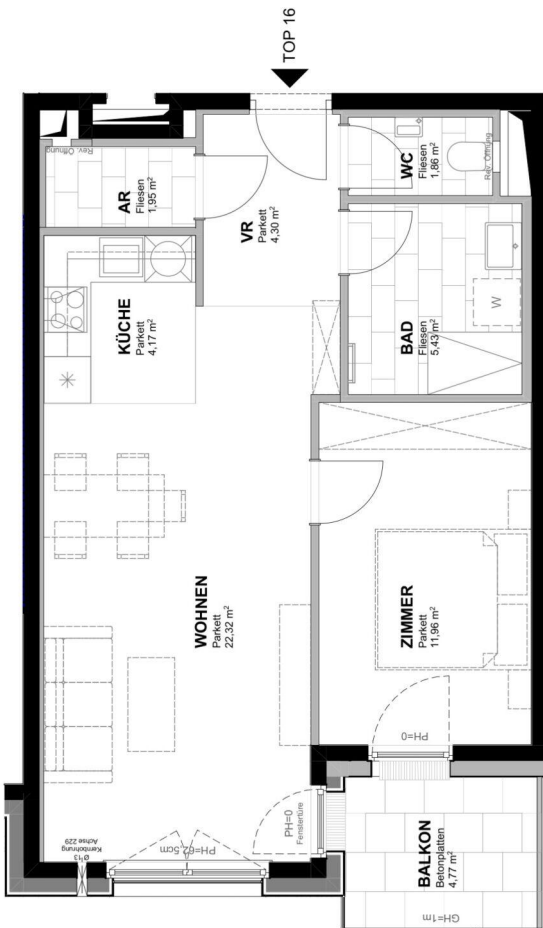 TOP 16
Rev. Öffnung
AR
Fliesen
1,95 m²
VR
Parkett
4,30 m²
WC
Fliesen
1,86 m²
Rev. Öffnung
KÜCHE
Parkett
4,17 m²
BAD
Fliesen
5,43 m²
W
WOHNEN
Parkett
22,32 m²
ZIMMER
Parkett
11,96 m²
PH=0
PH=0
Fenstertüre
PH=62,5cm
Ø 13
Kernbohrung
Achse 229
BALKON
Betonplatten
4,77 m²
GH=1m